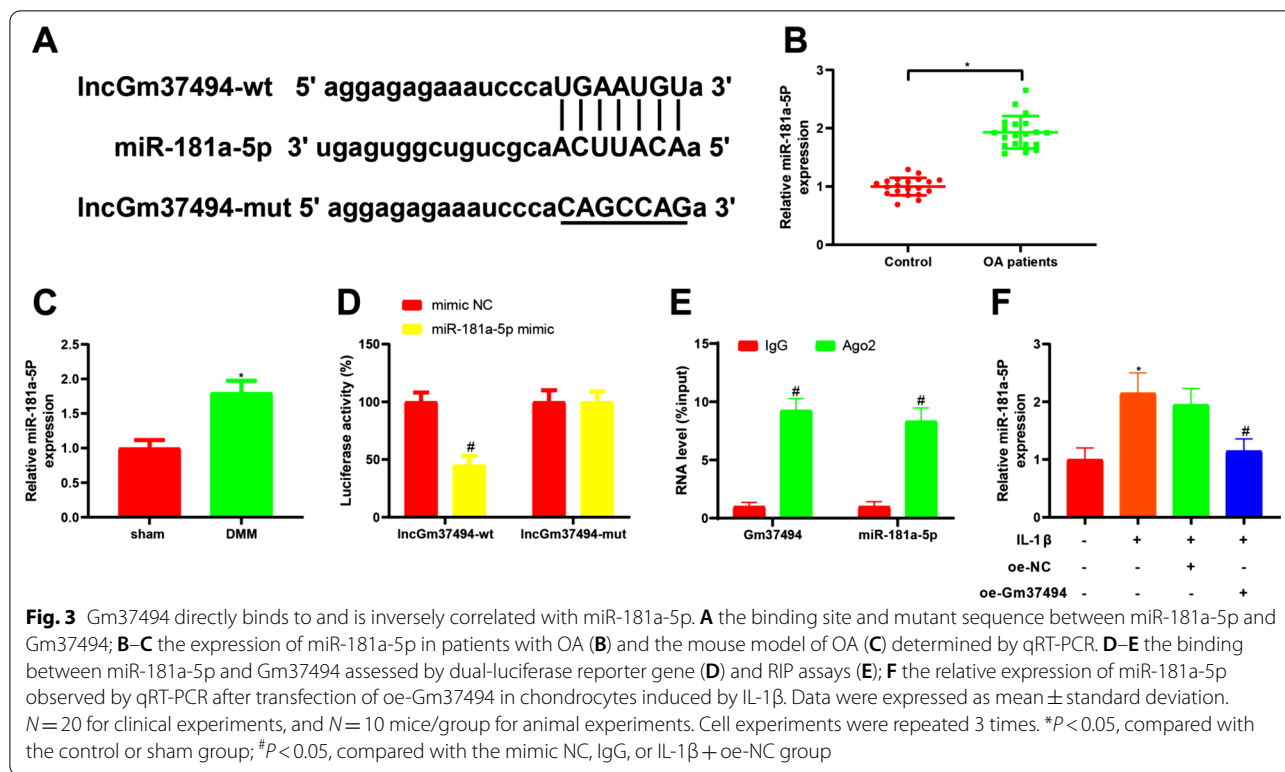 A
lncGm37494-wt 5' aggagagaaaucccaUGAAUGUa 3'
miR-181a-5p 3' ugaguggcugucgcaACUUACAa 5'
lncGm37494-mut 5' aggagagaaaucccaCAGCCAGa 3'
B
Relative miR-181a-5P
expression
3
2
1
0
*
Control
OA patients
C
Relative miR-181a-5P
expression
2.5
2.0
1.5
1.0
0.5
0.0
*
sham
DMM
D
mimic NC
miR-181a-5p mimic
Luciferase activity (%)
150
100
50
0
#
lncGm37494-wt
lncGm37494-mut
E
IgG
Ago2
RNA level (%input)
15
10
5
0
#
#
Gm37494
miR-181a-5p
F
Relative miR-181a-5P
expression
3
2
1
0
*
#
IL-1β - + + +
oe-NC - - + -
oe-Gm37494 - - - +
Fig. 3 Gm37494 directly binds to and is inversely correlated with miR-181a-5p. A the binding site and mutant sequence between miR-181a-5p and
Gm37494; B–C the expression of miR-181a-5p in patients with OA (B) and the mouse model of OA (C) determined by qRT-PCR. D–E the binding
between miR-181a-5p and Gm37494 assessed by dual-luciferase reporter gene (D) and RIP assays (E); F the relative expression of miR-181a-5p
observed by qRT-PCR after transfection of oe-Gm37494 in chondrocytes induced by IL-1β. Data were expressed as mean ± standard deviation.
N = 20 for clinical experiments, and N = 10 mice/group for animal experiments. Cell experiments were repeated 3 times. *P < 0.05, compared with
the control or sham group; #P < 0.05, compared with the mimic NC, IgG, or IL-1β + oe-NC group